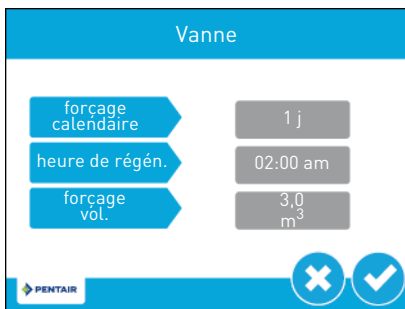 Vanne
forçage
calendaire
1 j
heure de régén.
02:00 am
forçage
vol.
3,0
m³
PENTAIR